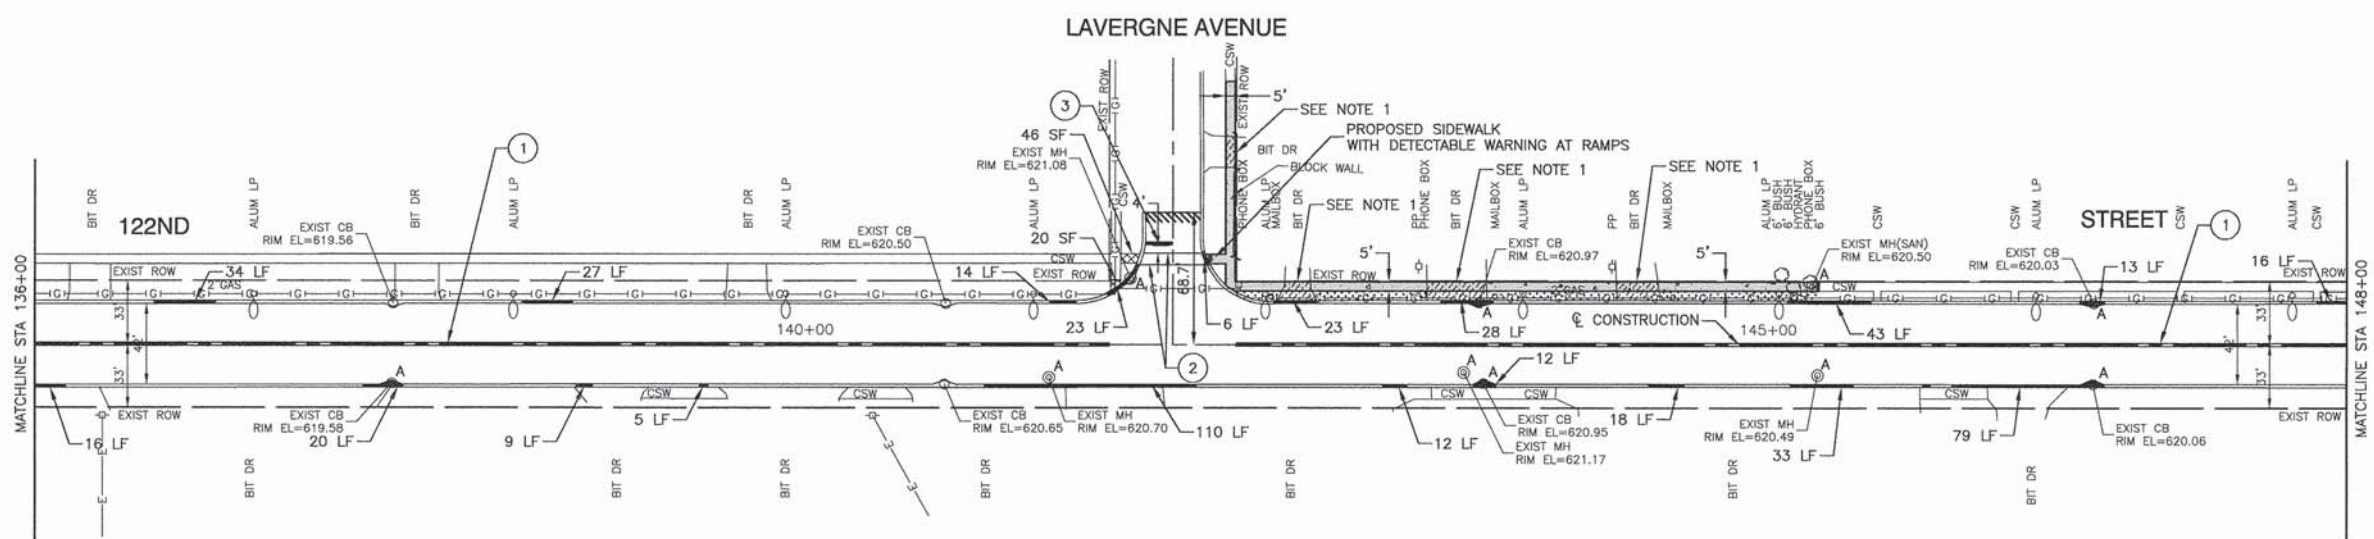 LAVERGNE AVENUE
CSW
EXIST ROW
G
EXIST ROW
5'
3
SEE NOTE 1
46 SF
PROPOSED SIDEWALK
WITH DETECTABLE WARNING AT RAMPS
EXIST MH
RIM EL=621.08
BIT DR
BLOCK WALL
1
SEE NOTE 1
SEE NOTE 1
CSW
4'
PHONE BOX
SEE NOTE 1
BIT DR
ALUM LP
BIT DR
ALUM LP
BIT DR
ALUM LP
ALUM LP
ALUM LP
MAILBOX
BIT DR
PP
PHONE BOX
BIT DR
MAILBOX
ALUM LP
PP
BIT DR
MAILBOX
ALUM LP
6' BUSH
6' BUSH
HYDRANT
PHONE BOX
6' BUSH
CSW
CSW
ALUM LP
CSW
ALUM LP
CSW
122ND
STREET
1
EXIST CB
RIM EL=619.56
EXIST CB
RIM EL=620.50
20 SF
CSW
EXIST CB
RIM EL=620.97
EXIST MH(SAN)
RIM EL=620.50
EXIST CB
RIM EL=620.03
5'
5'
MATCHLINE STA 136+00
MATCHLINE STA 148+00
EXIST ROW
34 LF
27 LF
14 LF
EXIST ROW
EXIST ROW
A
13 LF
16 LF
EXIST ROW
2" GAS
GAS
CSW
A
68.7'
33'
42'
33'
140+00
23 LF
6 LF
23 LF
28 LF
℄ CONSTRUCTION
145+00
43 LF
A
33'
42'
33'
2
A
A
A
12 LF
A
A
EXIST ROW
CSW
CSW
CSW
CSW
CSW
EXIST ROW
16 LF
EXIST CB
RIM EL=619.58
20 LF
9 LF
5 LF
EXIST CB
RIM EL=620.65
EXIST MH
RIM EL=620.70
110 LF
12 LF
EXIST CB
RIM EL=620.95
EXIST MH
RIM EL=621.17
18 LF
EXIST MH
RIM EL=620.49
33 LF
79 LF
EXIST CB
RIM EL=620.06
E
E
E
E
BIT DR
BIT DR
BIT DR
BIT DR
BIT DR
BIT DR
BIT DR